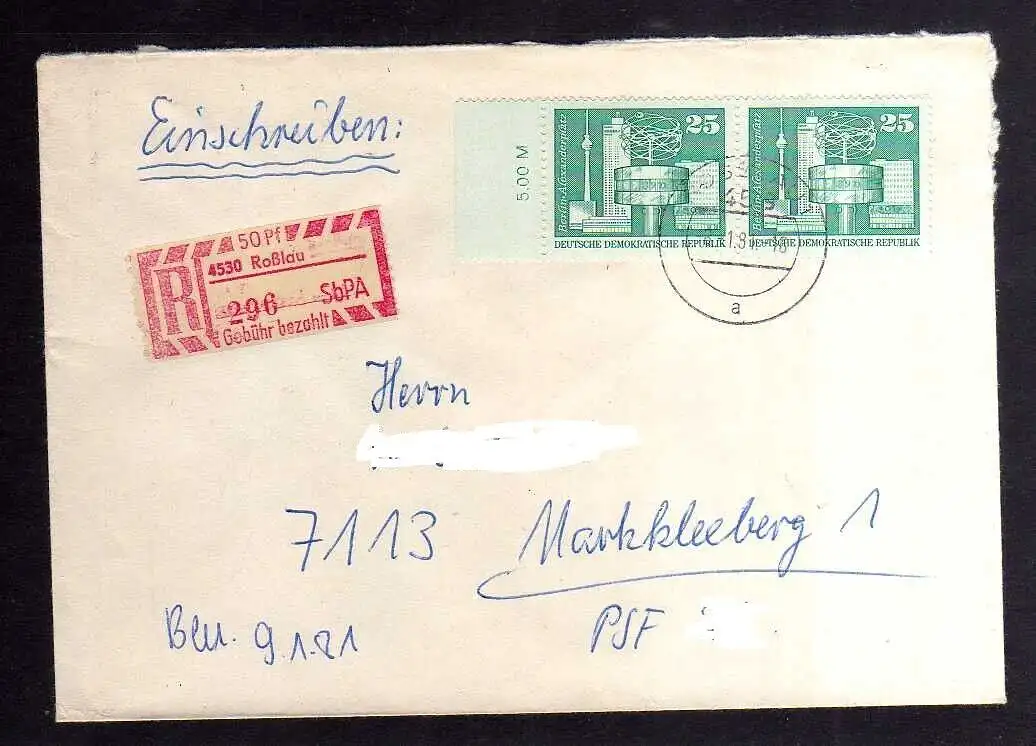 Einschreiben:
5.00 M
Berlin-Alexanderplatz
25
DEUTSCHE DEMOKRATISCHE REPUBLIK
Berlin-Alexanderplatz
25
DEUTSCHE DEMOKRATISCHE REPUBLIK
a
50 Pf
R
4530 Roßlau
296 SbPA
Gebühr bezahlt
Herrn
7113 Markkleeberg 1
PSF
9.1.81